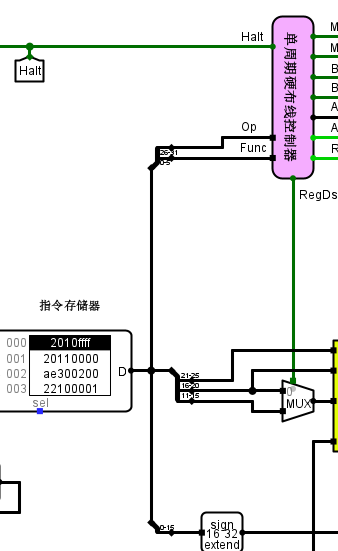 Halt
M
M
B
B
A
A
R
Halt
单周期硬布线控制器
Op
Func
26-31
0-5
RegDs
指令存储器
000 2010ffff
001 20110000
002 ae300200
003 22100001
D
sel
21-25
16-20
11-15
0
MUX
0-15
sign
16 32
extend